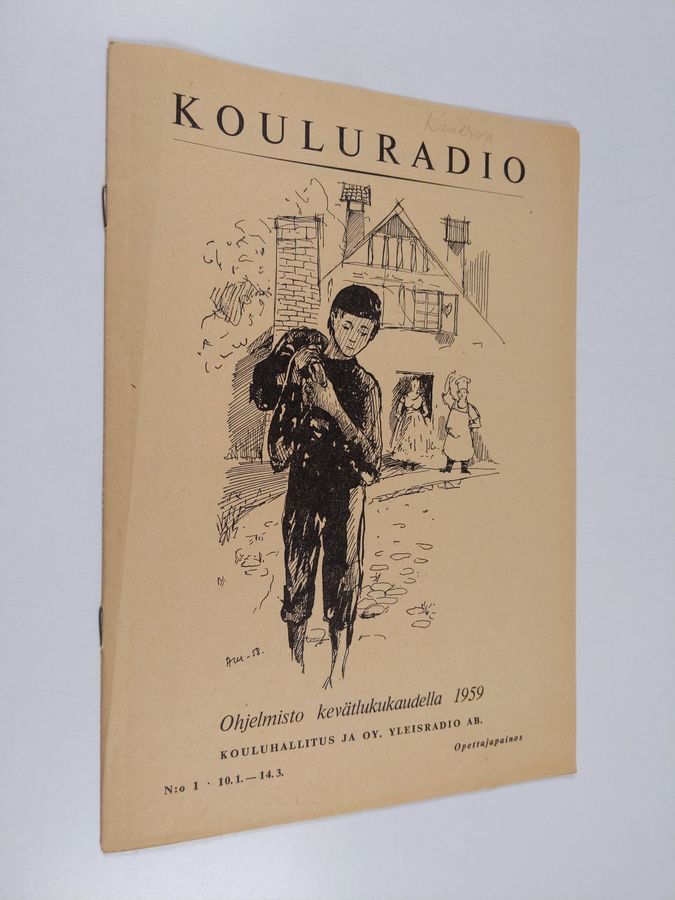 Kanerva
KOULURADIO
Ohjelmisto kevätlukukaudella 1959
KOULUHALLITUS JA OY. YLEISRADIO AB.
Opettajapainos
N:o 1 · 10.1.—14.3.